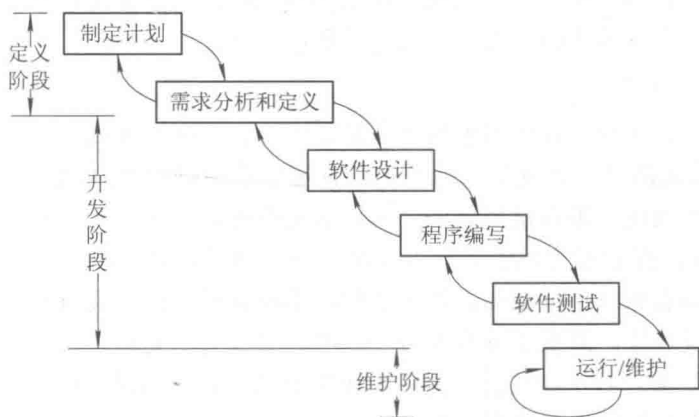 制定计划
定义
阶段
需求分析和定义
软件设计
开
发
阶
段
程序编写
软件测试
运行/维护
维护阶段